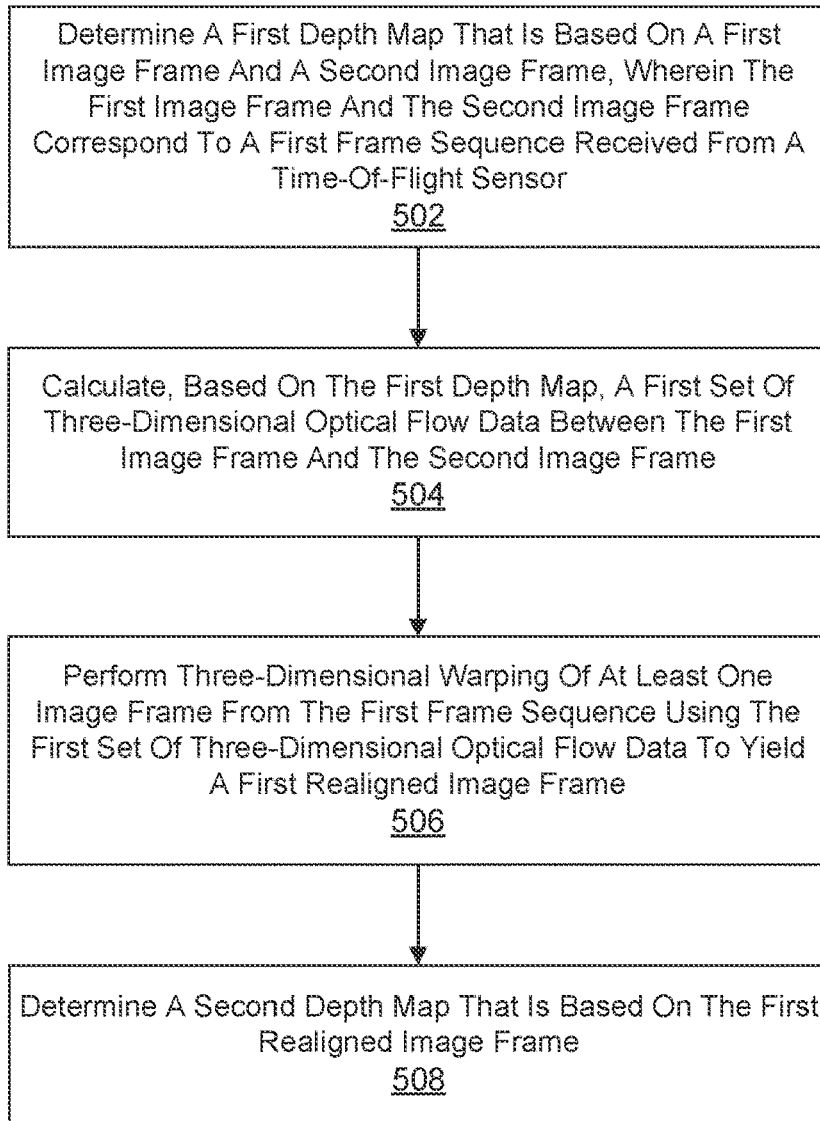 Determine A First Depth Map That Is Based On A First
Image Frame And A Second Image Frame, Wherein The
First Image Frame And The Second Image Frame
Correspond To A First Frame Sequence Received From A
Time-Of-Flight Sensor
502
Calculate, Based On The First Depth Map, A First Set Of
Three-Dimensional Optical Flow Data Between The First
Image Frame And The Second Image Frame
504
Perform Three-Dimensional Warping Of At Least One
Image Frame From The First Frame Sequence Using The
First Set Of Three-Dimensional Optical Flow Data To Yield
A First Realigned Image Frame
506
Determine A Second Depth Map That Is Based On The First
Realigned Image Frame
508